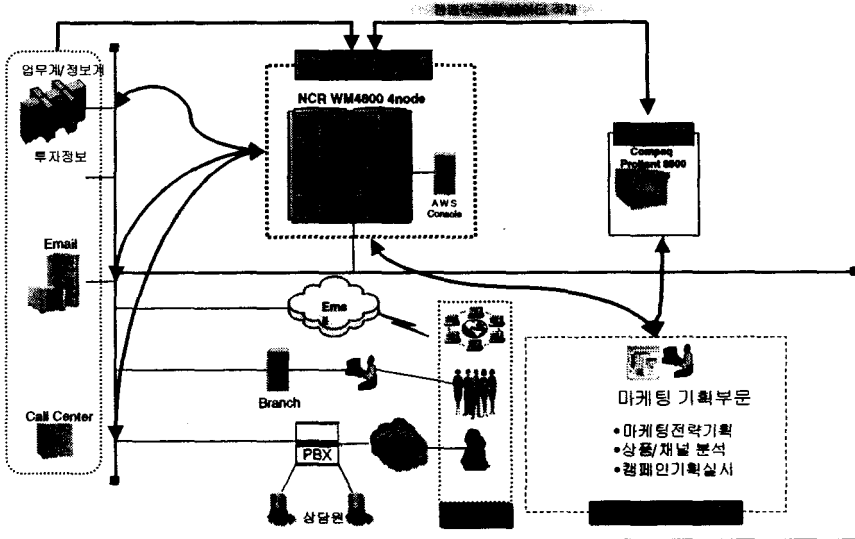 업무계/정보계
투자정보
Email
Call Center
NCR WM4800 4node
AWS
Console
Compaq
Proliant 8500
Branch
PBX
상담원
마케팅 기획부문
•마케팅전략기획
•상품/채널 분석
•캠페인기획실시